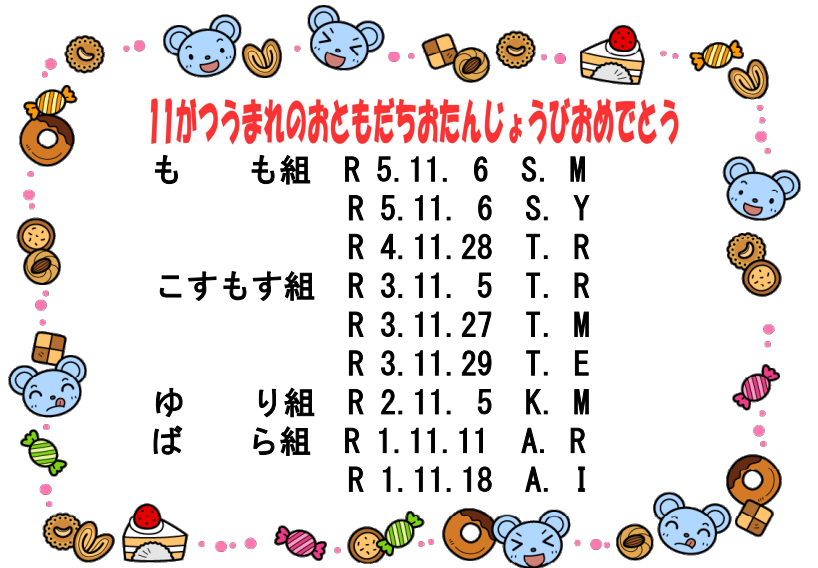 11がつうまれのおともだちおたんじょうびおめでとう
も　　も組　R 5.11. 6　S. M
R 5.11. 6　S. Y
R 4.11.28　T. R
こすもす組　R 3.11. 5　T. R
R 3.11.27　T. M
R 3.11.29　T. E
ゆ　　り組　R 2.11. 5　K. M
ば　　ら組　R 1.11.11　A. R
R 1.11.18　A. I